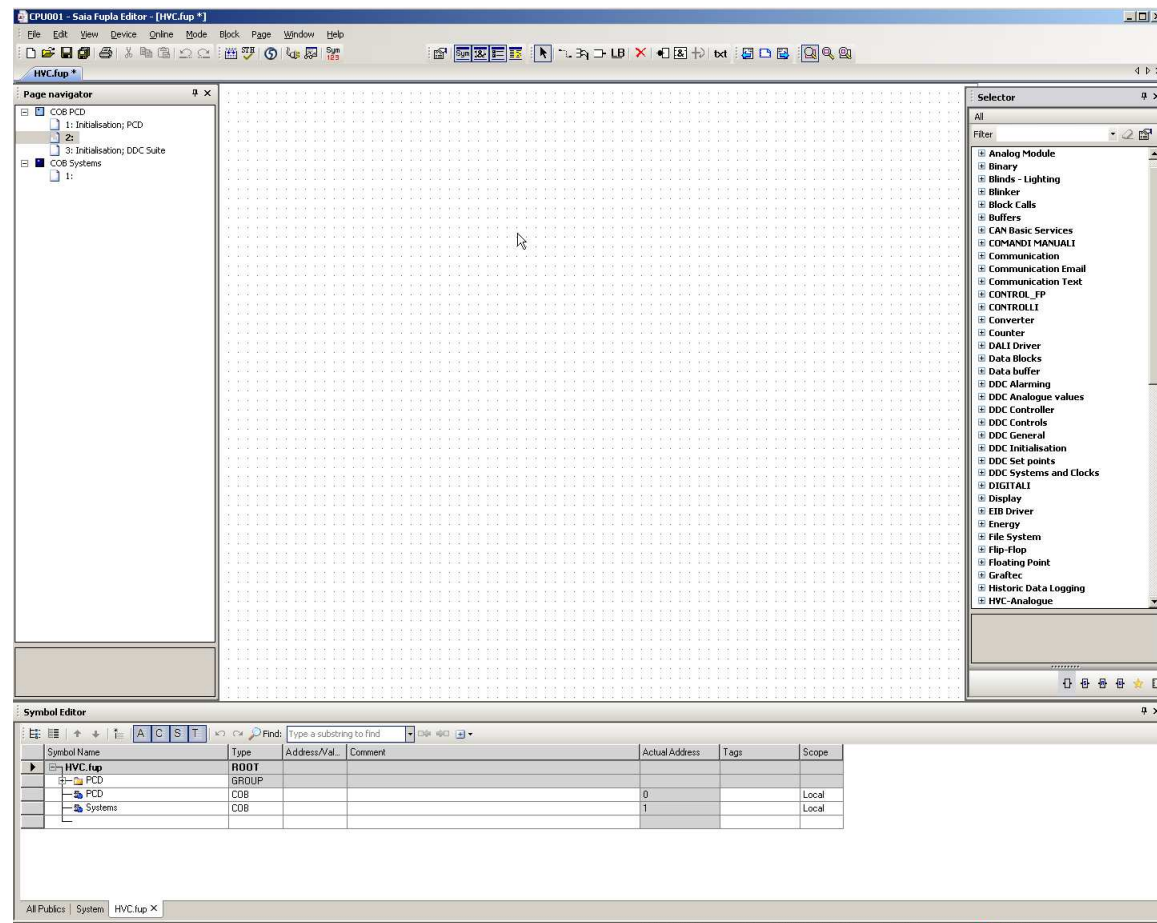 CPU001 - Saia Fupla Editor - [HVC.fup *]
File Edit View Device Online Mode Block Page Window Help
STB Sym 123 Sym LB txt
HVC.fup *
Page navigator
COB PCD
1: Initialisation; PCD
2:
3: Initialisation; DDC Suite
COB Systems
1:
Selector
All
Filter
Analog Module
Binary
Blinds - Lighting
Blinker
Block Calls
Buffers
CAN Basic Services
COMANDI MANUALI
Communication
Communication Email
Communication Text
CONTROL_FP
CONTROLLI
Converter
Counter
DALI Driver
Data Blocks
Data buffer
DDC Alarming
DDC Analogue values
DDC Controller
DDC Controls
DDC General
DDC Initialisation
DDC Set points
DDC Systems and Clocks
DIGITALI
Display
EIB Driver
Energy
File System
Flip-Flop
Floating Point
Graftec
Historic Data Logging
HVC-Analogue
Symbol Editor
A C S T Find: Type a substring to find
Symbol Name Type Address/Val... Comment Actual Address Tags Scope
HVC.fup ROOT
PCD GROUP
PCD COB 0 Local
Systems COB 1 Local
All Publics System HVC.fup X